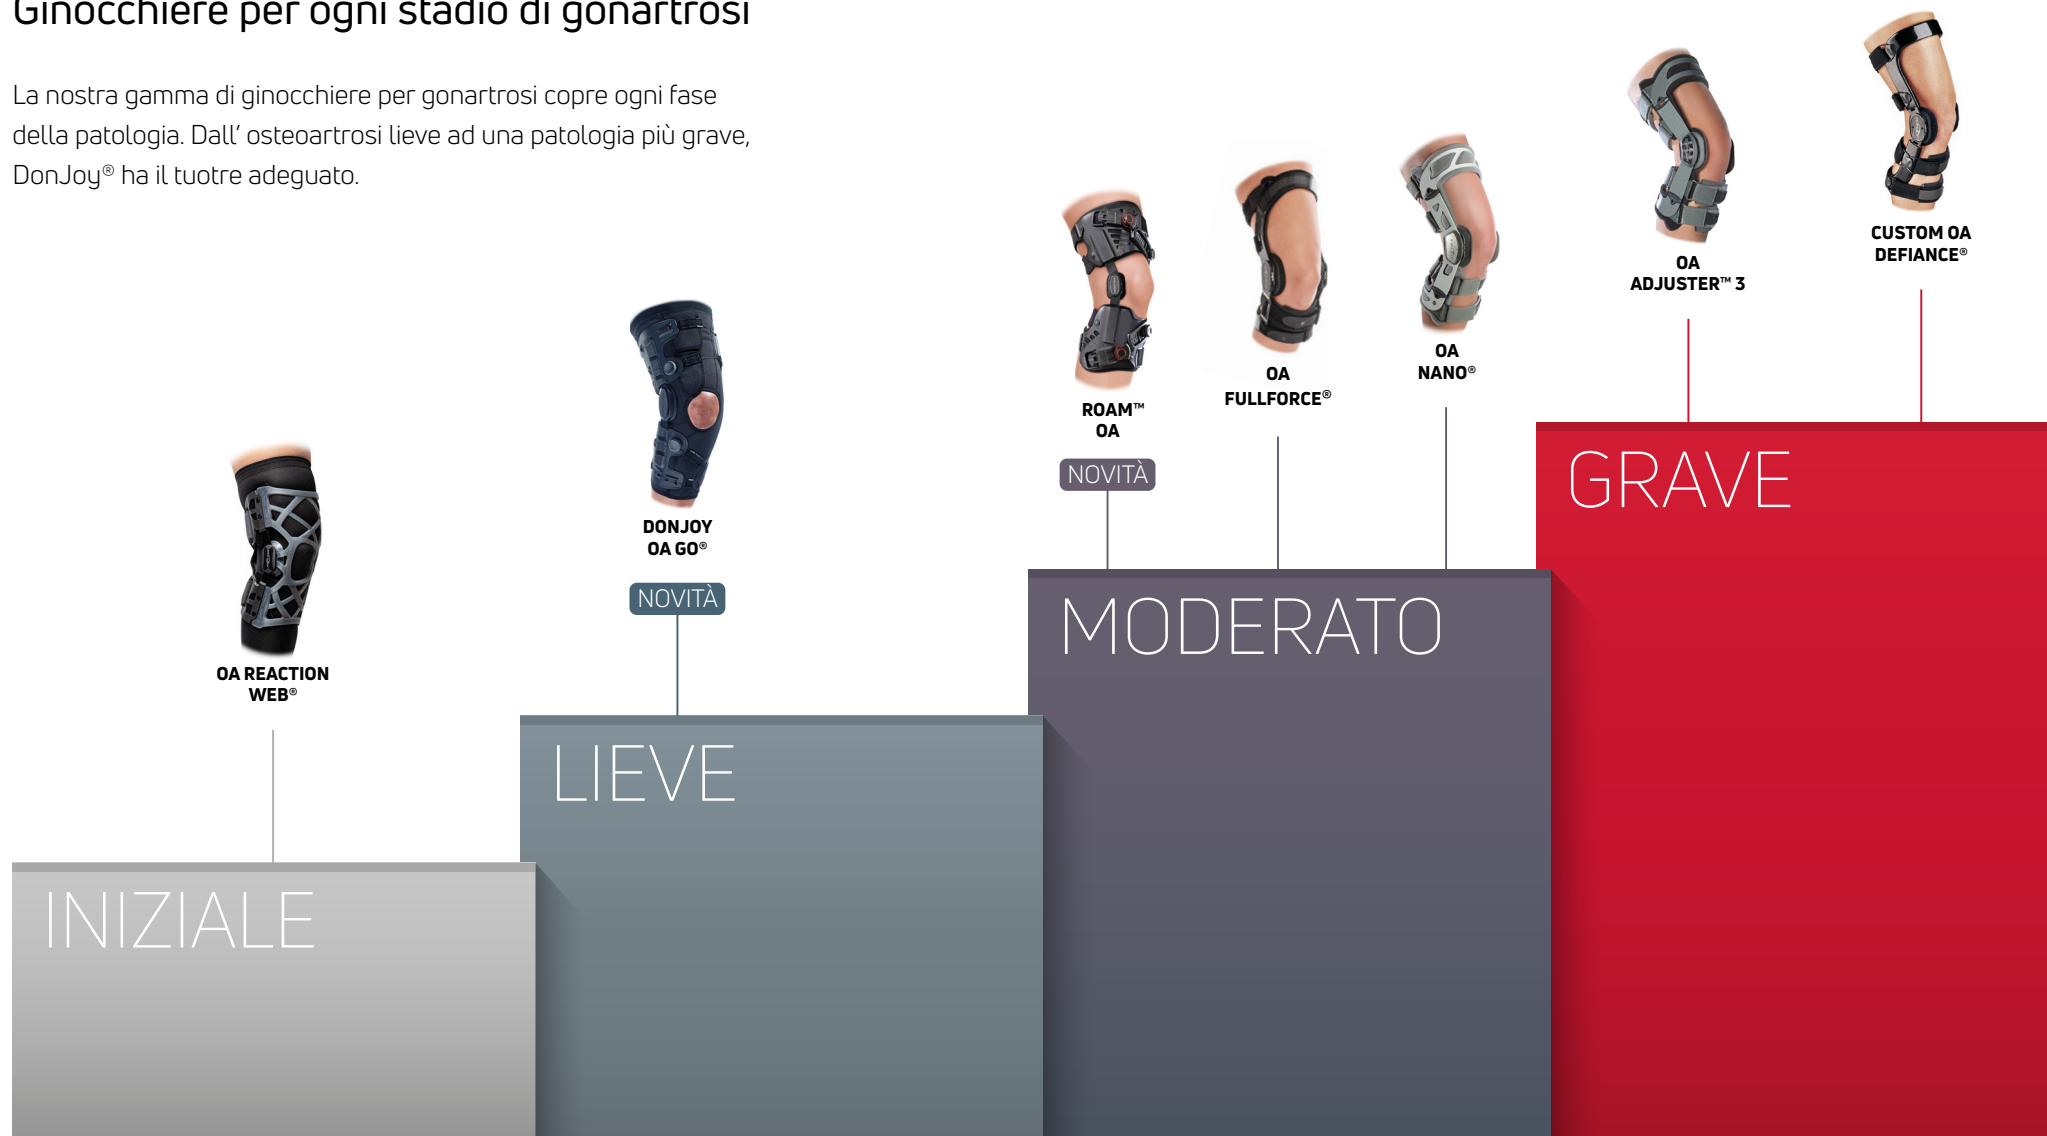 Ginocchiere per ogni stadio di gonartrosi
La nostra gamma di ginocchiere per gonartrosi copre ogni fase
della patologia. Dall’ osteoartrosi lieve ad una patologia più grave,
DonJoy® ha il tuotre adeguato.
OA REACTION
WEB®
INIZIALE
DONJOY
OA GO®
NOVITÀ
LIEVE
ROAM™
OA
NOVITÀ
OA
FULLFORCE®
OA
NANO®
MODERATO
OA
ADJUSTER™ 3
CUSTOM OA
DEFIANCE®
GRAVE